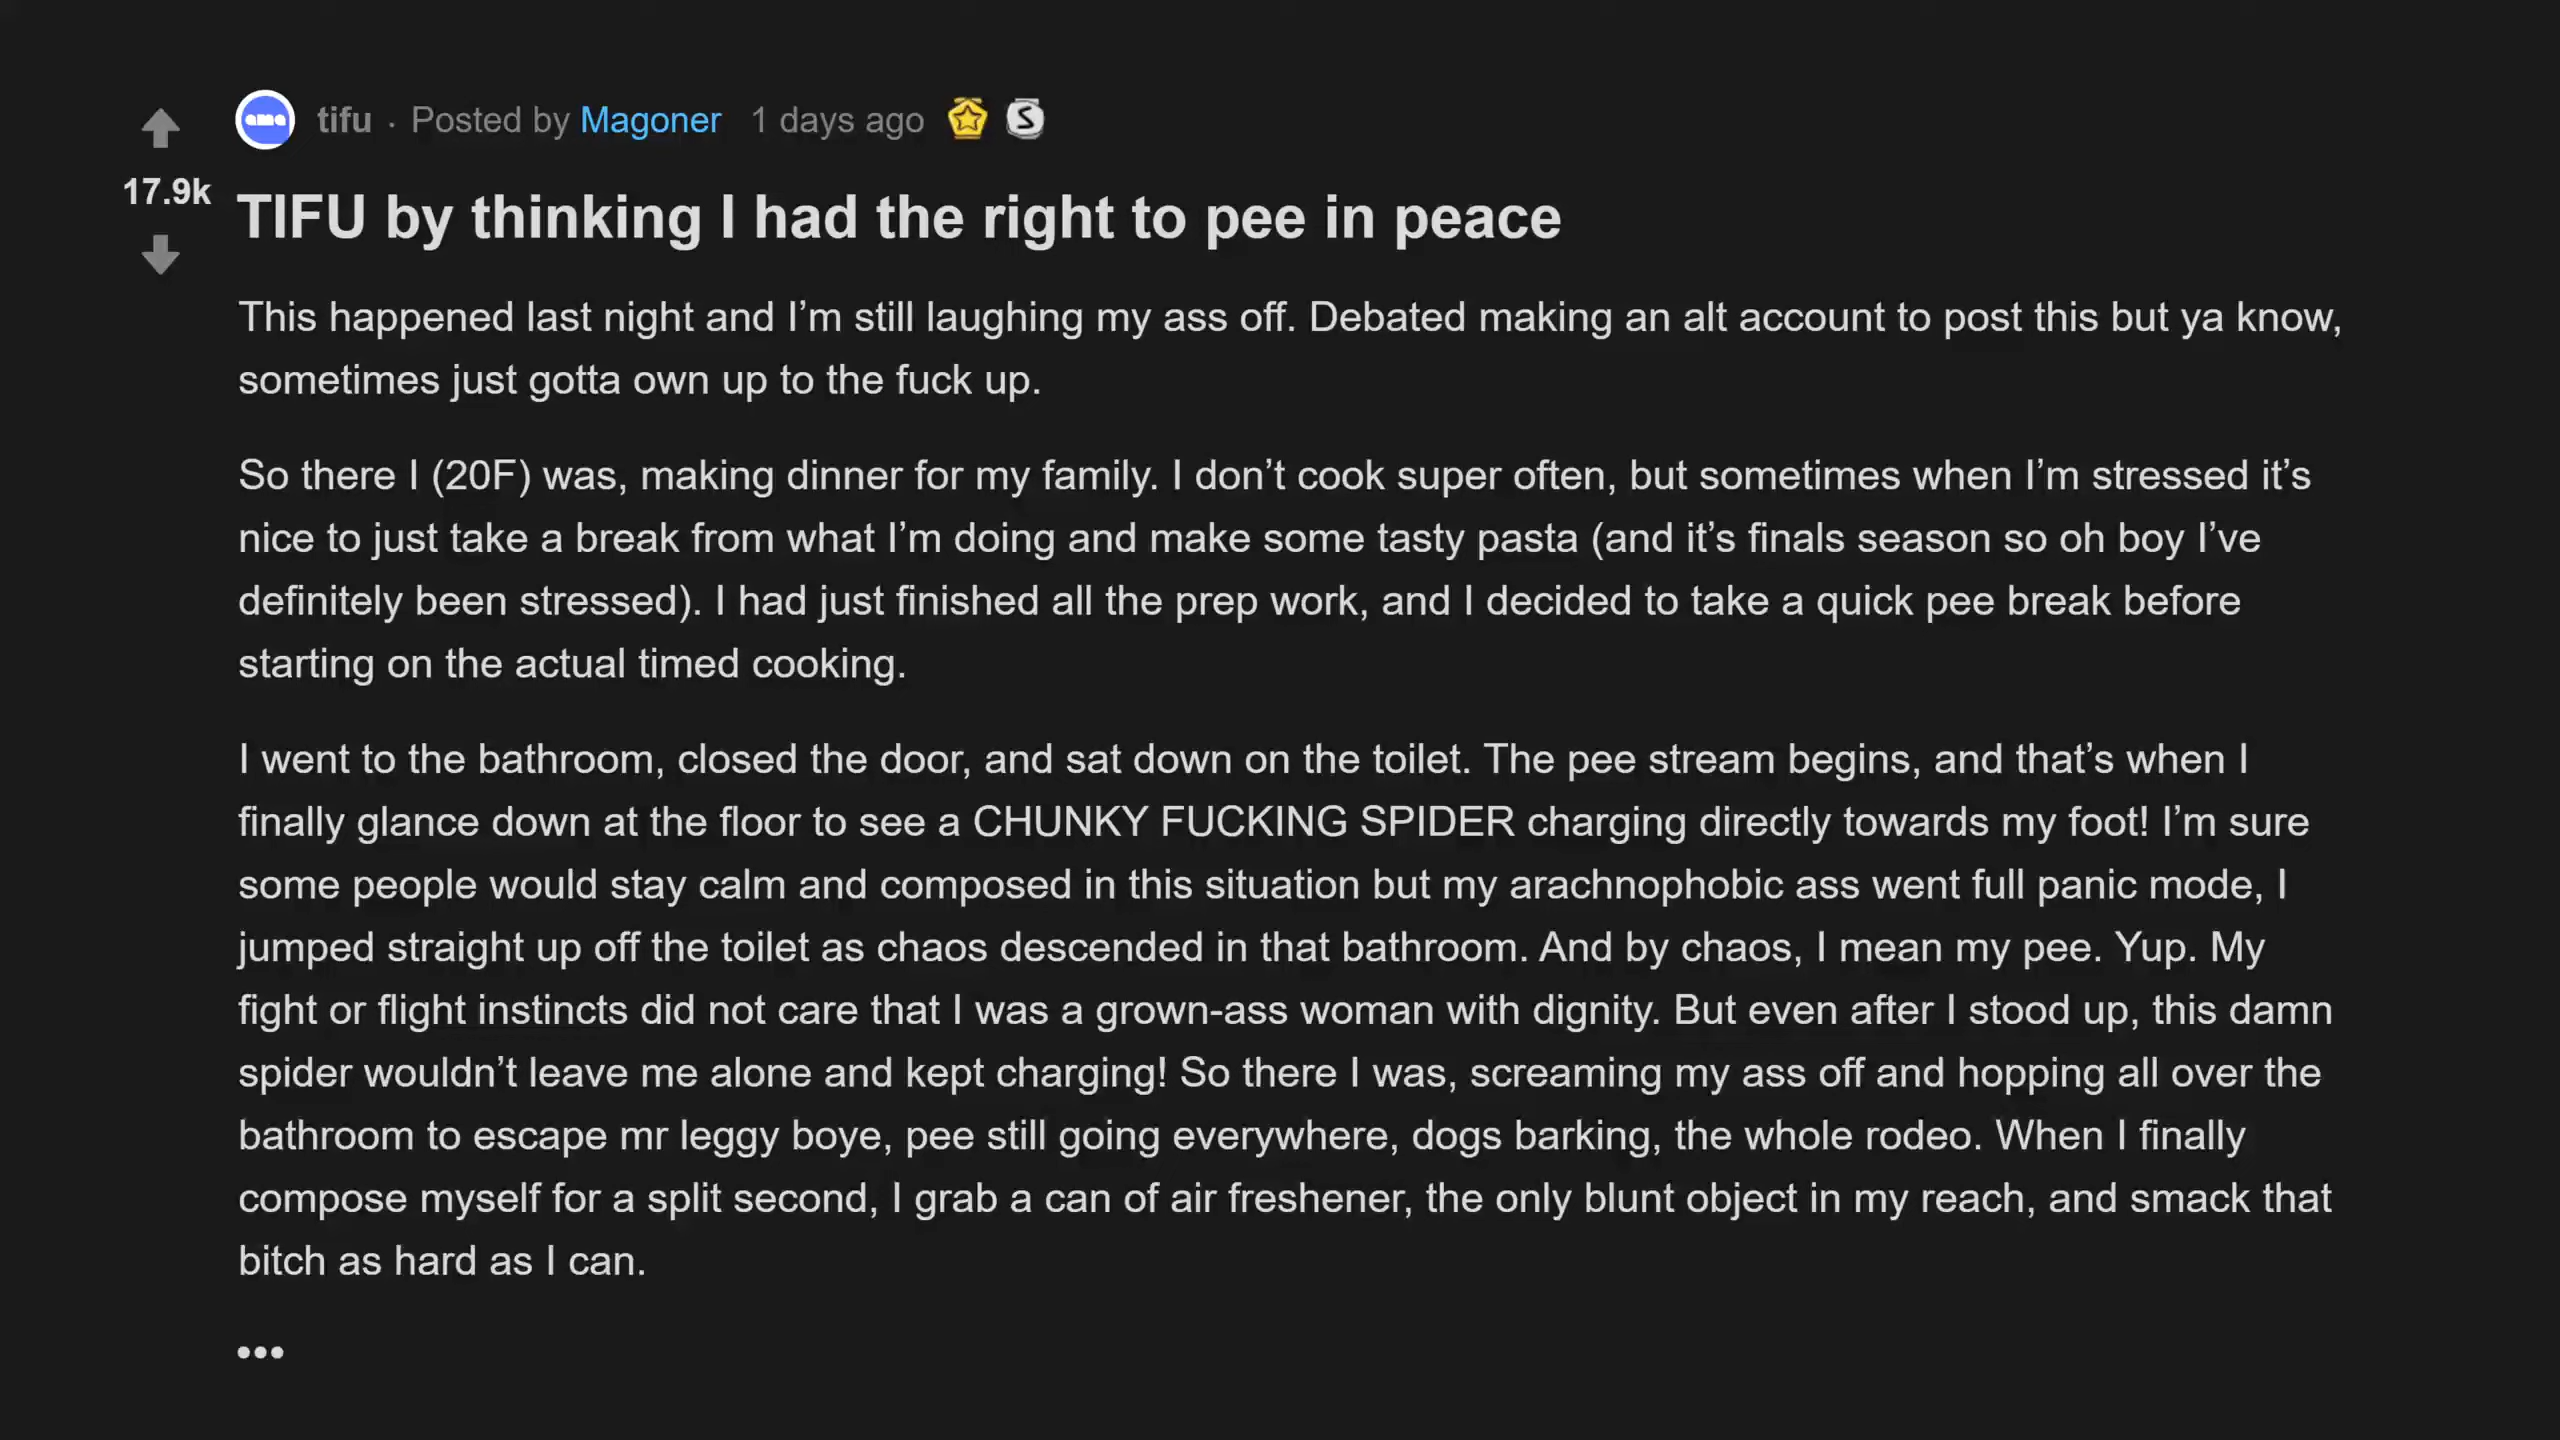 ama tifu · Posted by Magoner 1 days ago S
17.9k
TIFU by thinking I had the right to pee in peace
This happened last night and I’m still laughing my ass off. Debated making an alt account to post this but ya know,
sometimes just gotta own up to the fuck up.
So there I (20F) was, making dinner for my family. I don’t cook super often, but sometimes when I’m stressed it’s
nice to just take a break from what I’m doing and make some tasty pasta (and it’s finals season so oh boy I’ve
definitely been stressed). I had just finished all the prep work, and I decided to take a quick pee break before
starting on the actual timed cooking.
I went to the bathroom, closed the door, and sat down on the toilet. The pee stream begins, and that’s when I
finally glance down at the floor to see a CHUNKY FUCKING SPIDER charging directly towards my foot! I’m sure
some people would stay calm and composed in this situation but my arachnophobic ass went full panic mode, I
jumped straight up off the toilet as chaos descended in that bathroom. And by chaos, I mean my pee. Yup. My
fight or flight instincts did not care that I was a grown-ass woman with dignity. But even after I stood up, this damn
spider wouldn’t leave me alone and kept charging! So there I was, screaming my ass off and hopping all over the
bathroom to escape mr leggy boye, pee still going everywhere, dogs barking, the whole rodeo. When I finally
compose myself for a split second, I grab a can of air freshener, the only blunt object in my reach, and smack that
bitch as hard as I can.
•••